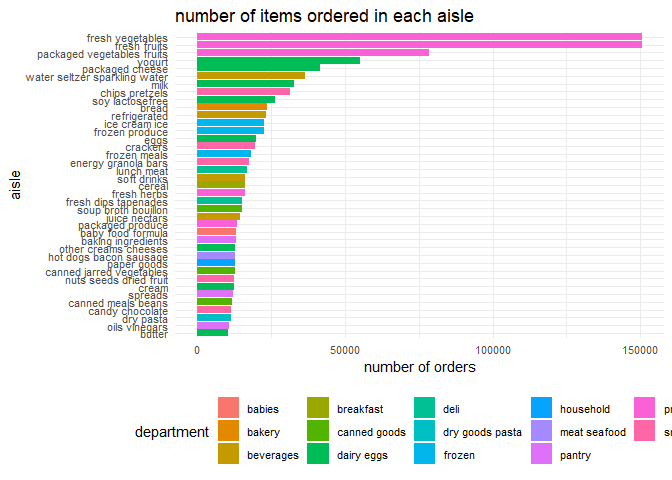 number of items ordered in each aisle
fresh vegetables
fresh fruits
packaged vegetables fruits
yogurt
packaged cheese
water seltzer sparkling water
milk
chips pretzels
soy lactosefree
bread
refrigerated
ice cream ice
frozen produce
eggs
crackers
frozen meals
energy granola bars
lunch meat
soft drinks
cereal
fresh herbs
fresh dips tapenades
soup broth bouillon
juice nectars
packaged produce
baby food formula
baking ingredients
other creams cheeses
hot dogs bacon sausage
paper goods
canned jarred vegetables
nuts seeds dried fruit
cream
spreads
canned meals beans
candy chocolate
dry pasta
oils vinegars
butter
aisle
0 50000 100000 150000
number of orders
department
babies breakfast deli household pr
bakery canned goods dry goods pasta meat seafood
beverages dairy eggs frozen pantry